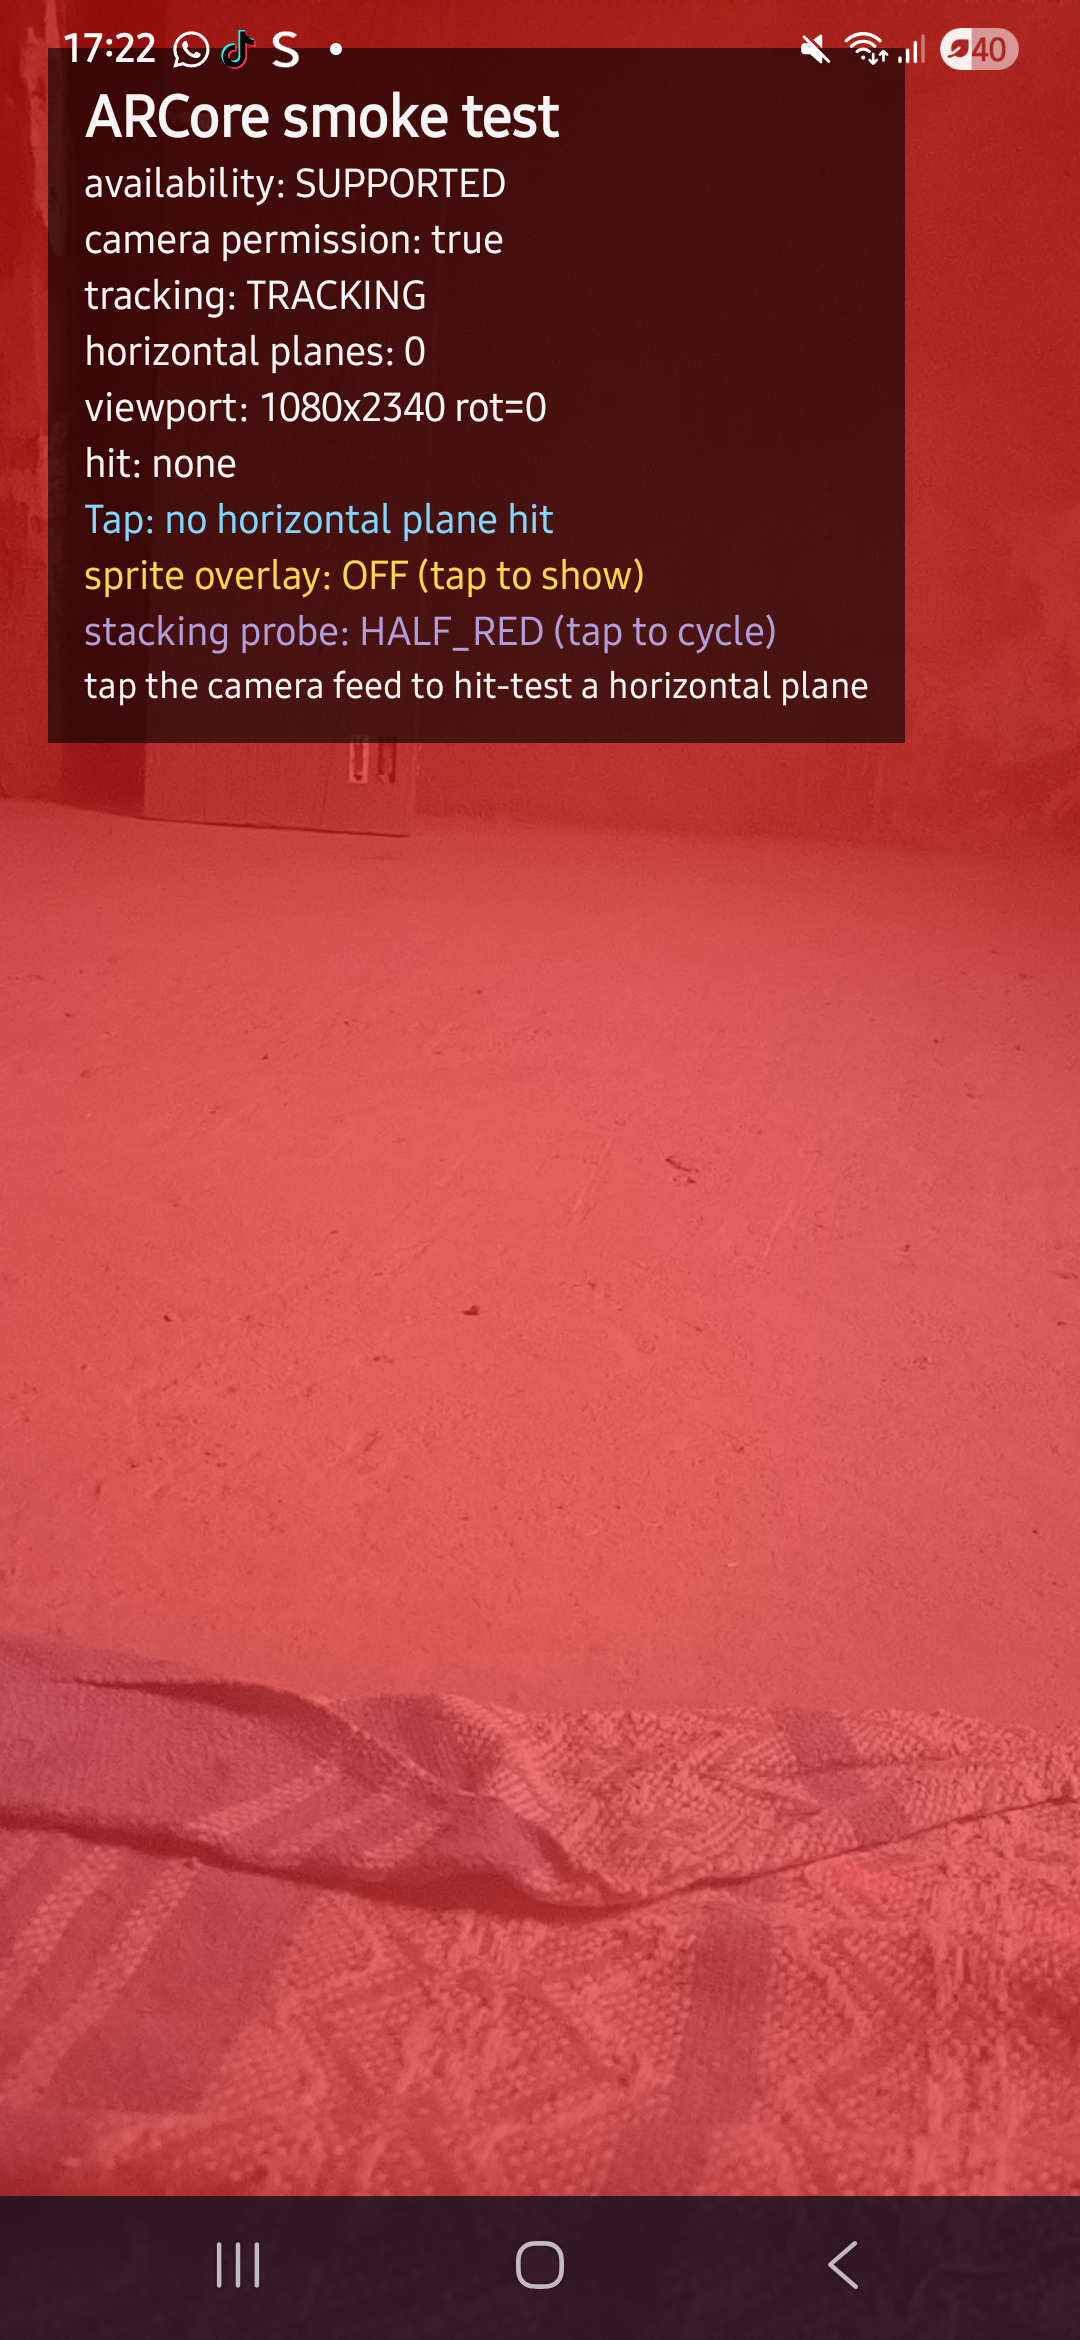 17:22 S 40
ARCore smoke test
availability: SUPPORTED
camera permission: true
tracking: TRACKING
horizontal planes: 0
viewport: 1080x2340 rot=0
hit: none
Tap: no horizontal plane hit
sprite overlay: OFF (tap to show)
stacking probe: HALF_RED (tap to cycle)
tap the camera feed to hit-test a horizontal plane